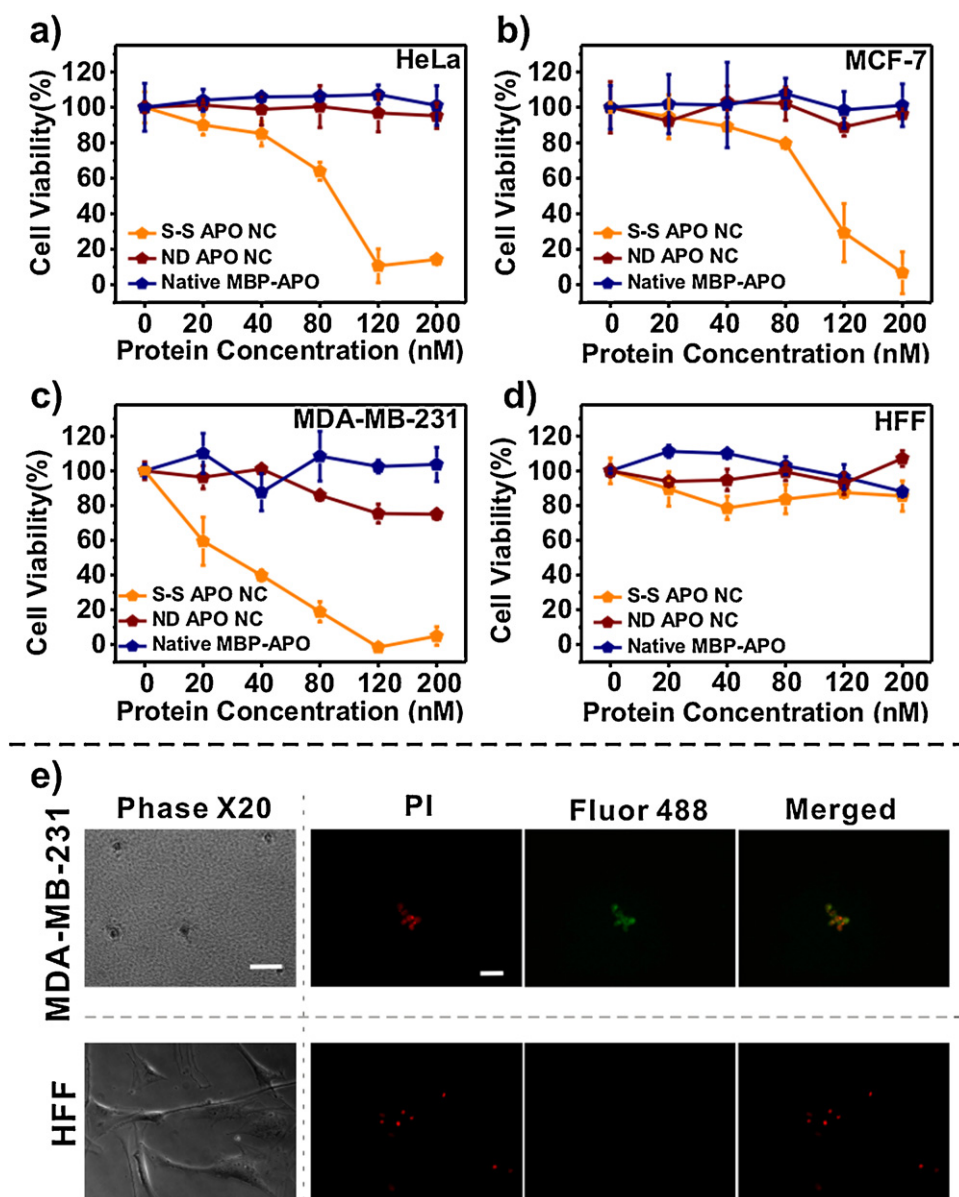 a)
HeLa
Cell Viability(%)
120
100
80
60
40
20
0
S-S APO NC
ND APO NC
Native MBP-APO
0 20 40 80 120 200
Protein Concentration (nM)
b)
MCF-7
Cell Viability(%)
120
100
80
60
40
20
0
S-S APO NC
ND APO NC
Native MBP-APO
0 20 40 80 120 200
Protein Concentration (nM)
c)
MDA-MB-231
Cell Viability(%)
120
100
80
60
40
20
0
S-S APO NC
ND APO NC
Native MBP-APO
0 20 40 80 120 200
Protein Concentration (nM)
d)
HFF
Cell Viability(%)
120
100
80
60
40
20
0
S-S APO NC
ND APO NC
Native MBP-APO
0 20 40 80 120 200
Protein Concentration (nM)
e)
Phase X20 PI Fluor 488 Merged
MDA-MB-231
HFF